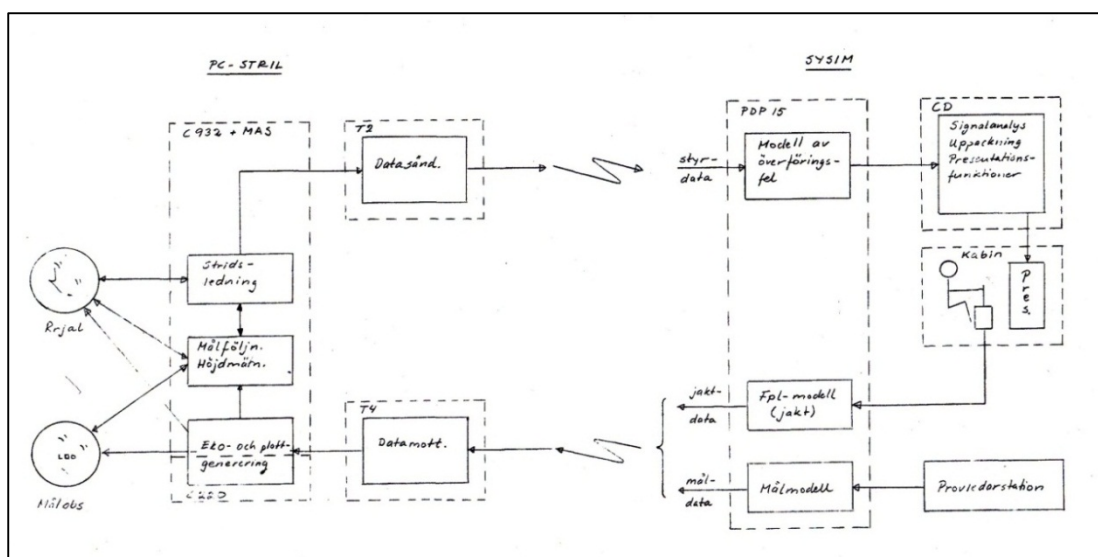 PC-STRIL
SYSIM
C932 + MAS
T2
Datasänd.
styr-
data
PDP 15
Modell av
överförings-
fel
CD
Signalanalys
Uppackning
Presentations-
funktioner
Kabin
Pres.
Strids-
ledning
Rrjal
Målföljn.
Höjdmätn.
T4
Datamott.
Eko- och plott-
generering
C220
LOO
Målobs
jakt-
data
Fpl-modell
(jakt)
mål-
data
Målmodell
Provledarstation